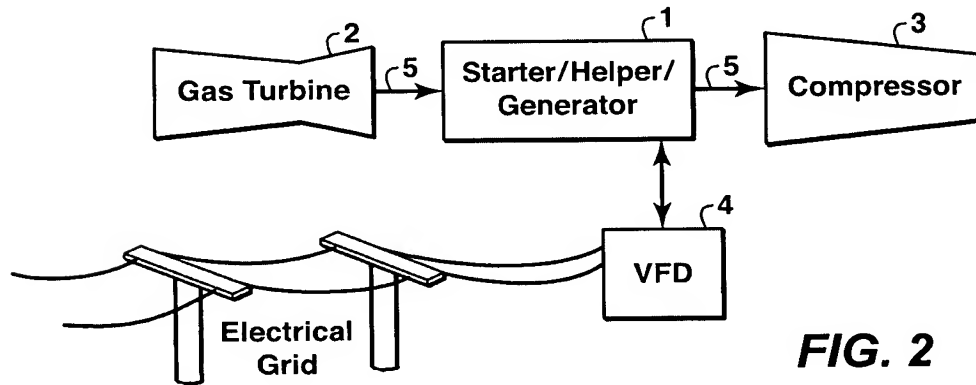 2
Gas Turbine
5
1
Starter/Helper/
Generator
5
3
Compressor
4
VFD
Electrical
Grid
FIG. 2